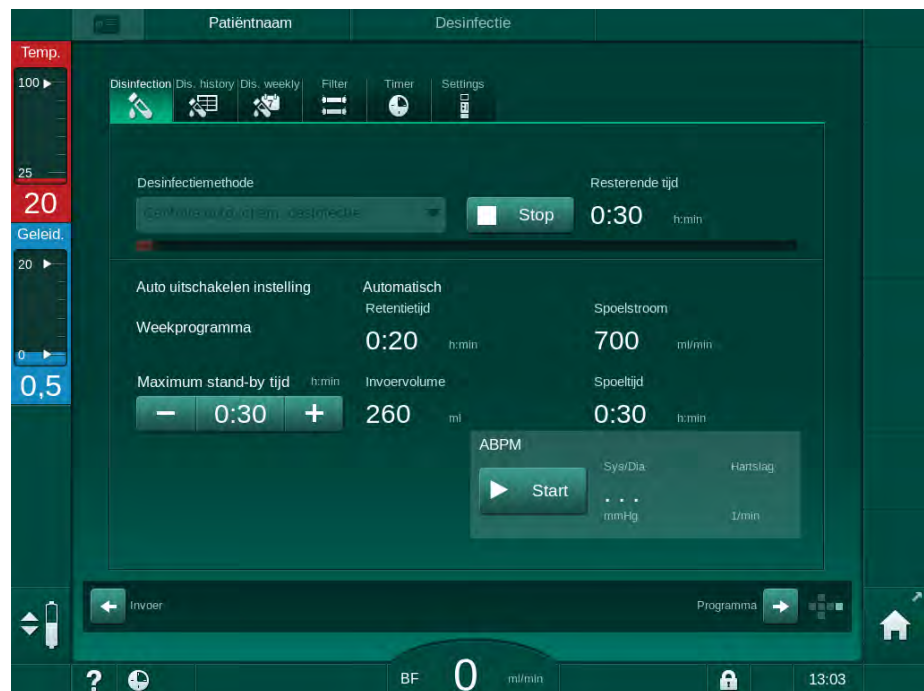 Patiëntnaam
Desinfectie
Temp.
100
25
20
Geleid.
20
0
0,5
Disinfection
Dis. history
Dis. weekly
Filter
Timer
Settings
Desinfectiemethode
Resterende tijd
Stop
0:30 h:min
Auto uitschakelen instelling
Automatisch
Retentietijd
Spoelstroom
Weekprogramma
0:20 h:min
700 ml/min
Maximum stand-by tijd h:min
Invoervolume
Spoeltijd
− 0:30 +
260 ml
0:30 h:min
ABPM
Sys/Dia
Hartslag
Start
. . .
mmHg
1/min
Invoer
Programma
? BF 0 ml/min
13:03